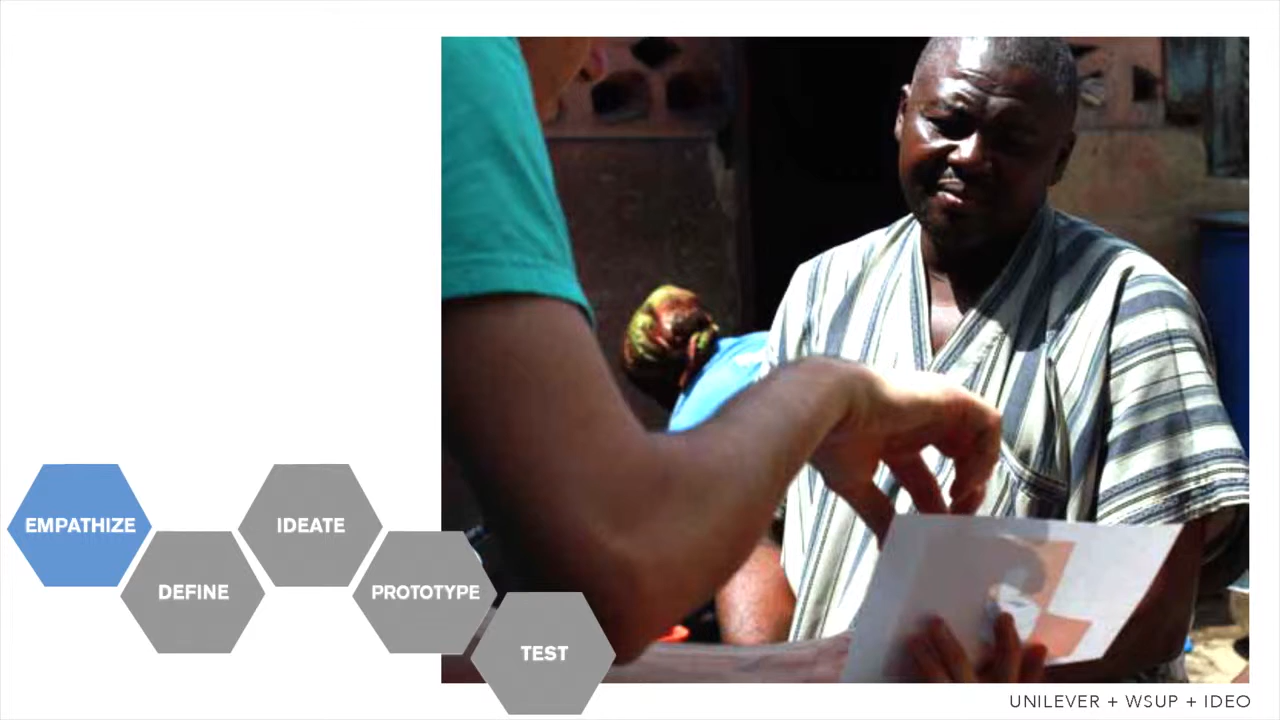 EMPATHIZE
DEFINE
IDEATE
PROTOTYPE
TEST
UNILEVER + WSUP + IDEO